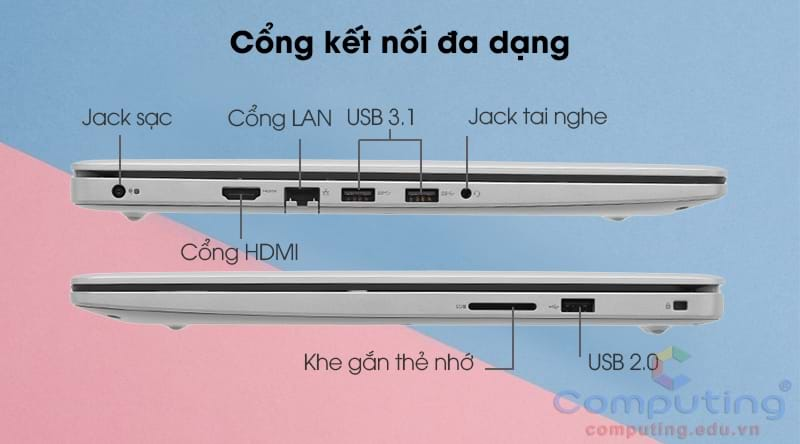 Cổng kết nối đa dạng
Jack sạc
Cổng LAN
USB 3.1
Jack tai nghe
HDMI
Cổng HDMI
Khe gắn thẻ nhớ
USB 2.0
Computing®
computing.edu.vn